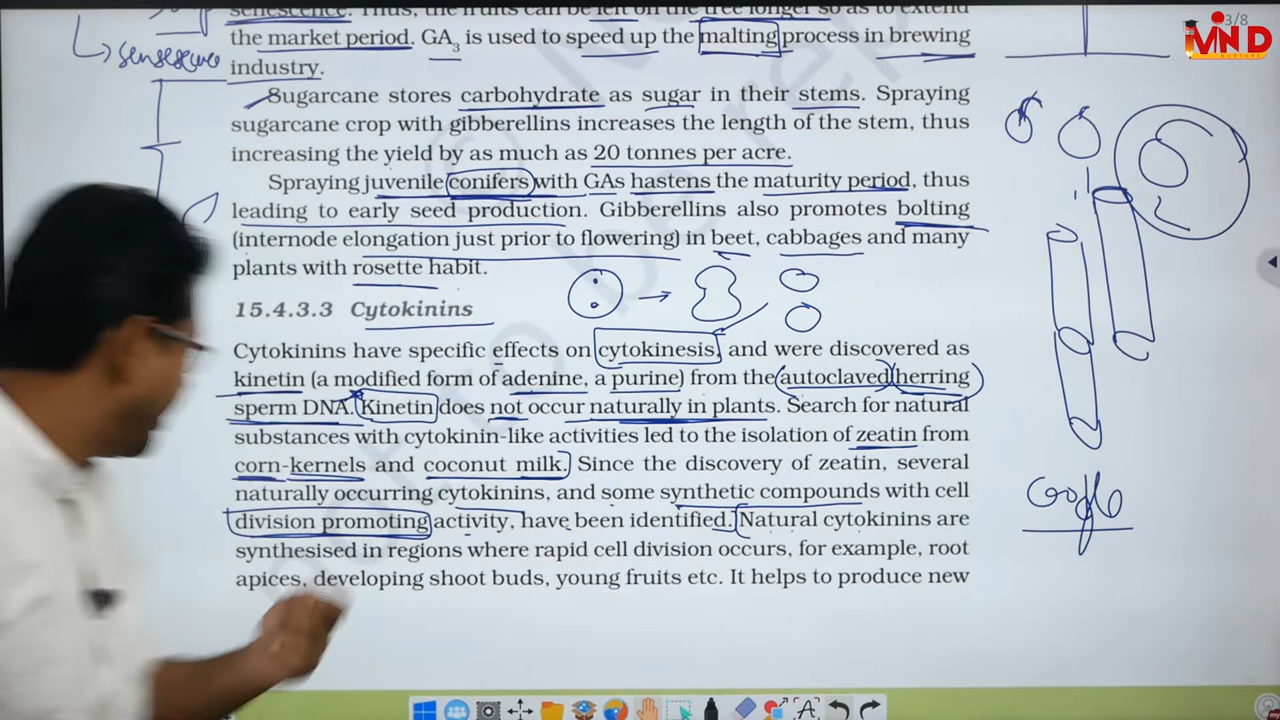 senescence. Thus, the fruits can be left on the tree longer so as to extend
the market period. GA3 is used to speed up the malting process in brewing
industry.
3/8
MIND
senescence
Sugarcane stores carbohydrate as sugar in their stems. Spraying
sugarcane crop with gibberellins increases the length of the stem, thus
increasing the yield by as much as 20 tonnes per acre.
Spraying juvenile conifers with GAs hastens the maturity period, thus
leading to early seed production. Gibberellins also promotes bolting
(internode elongation just prior to flowering) in beet, cabbages and many
plants with rosette habit.
15.4.3.3 Cytokinins
Cytokinins have specific effects on cytokinesis, and were discovered as
kinetin (a modified form of adenine, a purine) from the autoclaved herring
sperm DNA. Kinetin does not occur naturally in plants. Search for natural
substances with cytokinin-like activities led to the isolation of zeatin from
corn-kernels and coconut milk. Since the discovery of zeatin, several
naturally occurring cytokinins, and some synthetic compounds with cell
division promoting activity, have been identified. Natural cytokinins are
synthesised in regions where rapid cell division occurs, for example, root
apices, developing shoot buds, young fruits etc. It helps to produce new